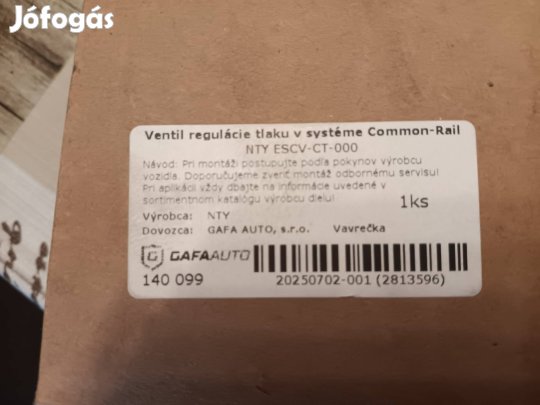 Jófogás
Ventil regulácie tlaku v systéme Common-Rail
NTY ESCV-CT-000
Návod: Pri montáži postupujte podľa pokynov výrobcu
vozidla. Doporučujeme zveriť montáž odbornému servisu!
Pri aplikácii vždy dbajte na informácie uvedené v
sortimentnom katalógu výrobcu dielu!
1ks
Výrobca: NTY
Dovozca: GAFA AUTO, s.r.o. Vavrečka
GAFAAUTO
140 099 20250702-001 (2813596)